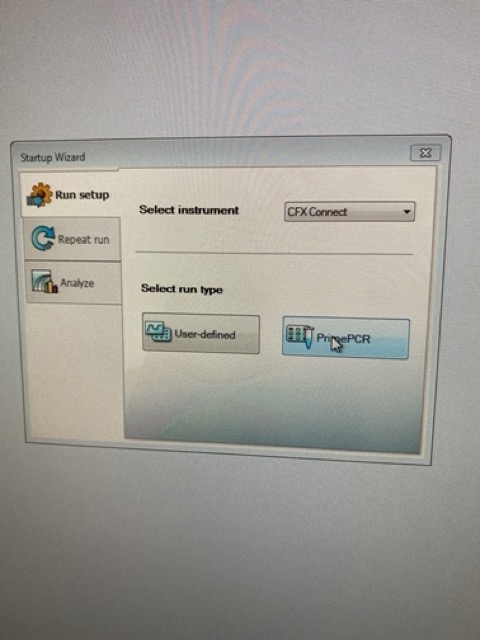 Startup Wizard
Run setup
Repeat run
Analyze
Select instrument
CFX Connect
Select run type
User-defined
PrimePCR